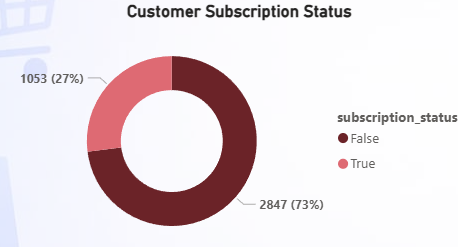 Customer Subscription Status
1053 (27%)
subscription_status
False
True
2847 (73%)